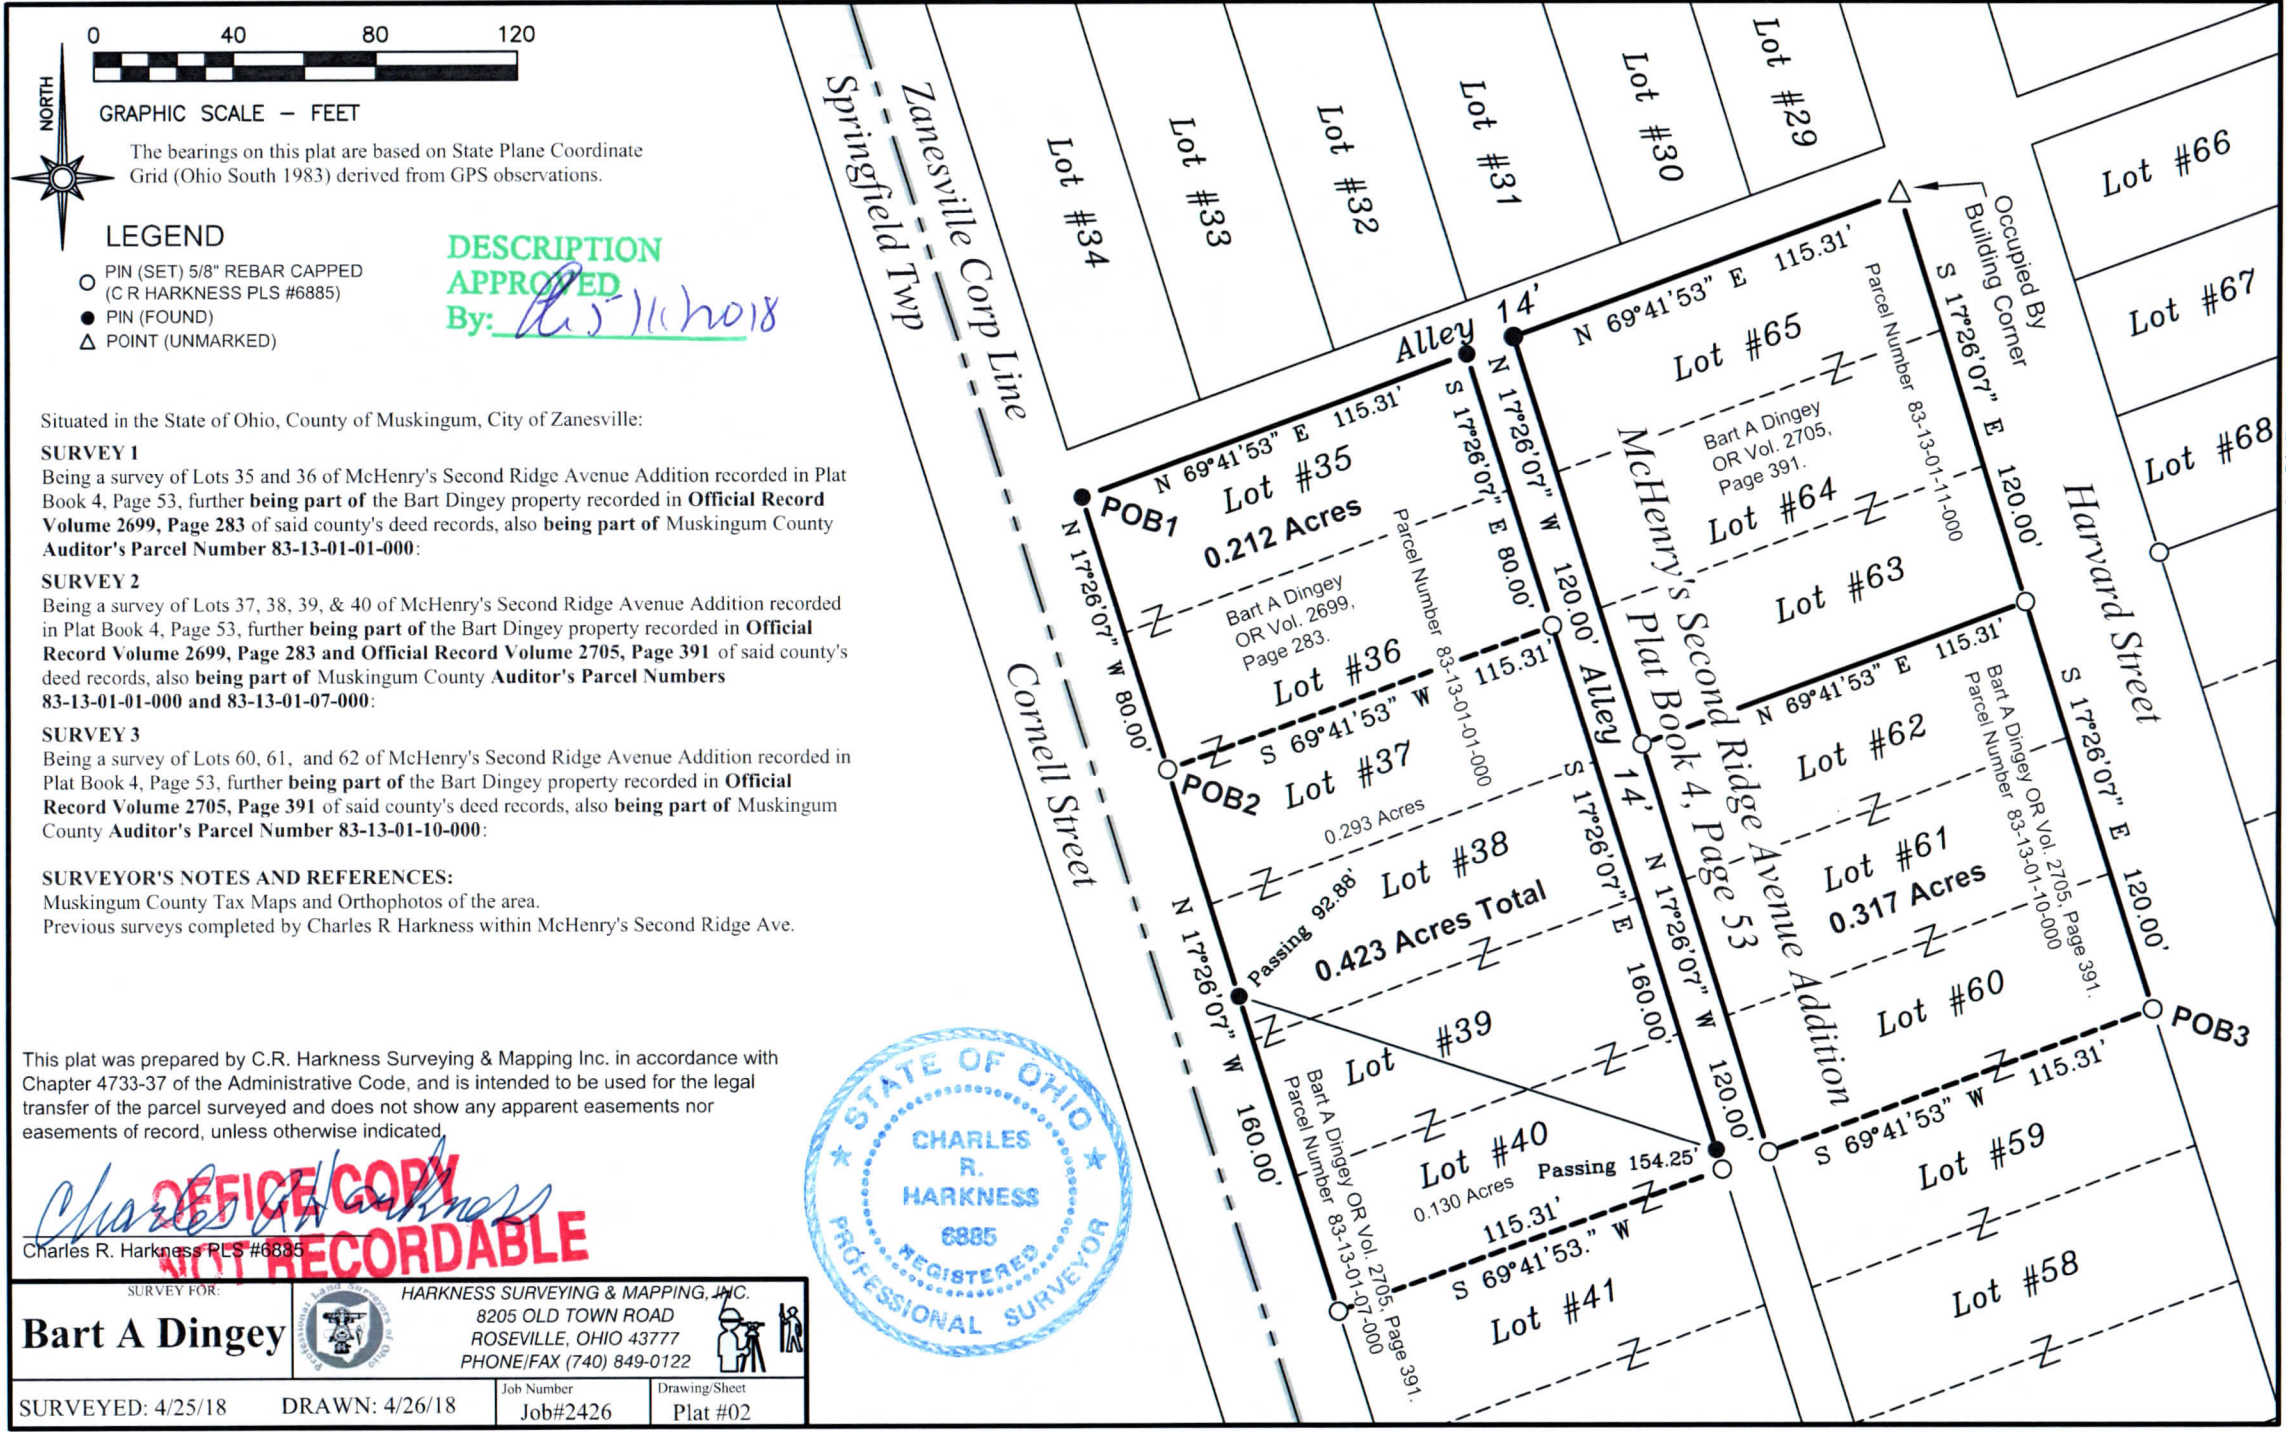 0 40 80 120
GRAPHIC SCALE – FEET
NORTH
The bearings on this plat are based on State Plane Coordinate
Grid (Ohio South 1983) derived from GPS observations.
LEGEND
PIN (SET) 5/8" REBAR CAPPED
(C R HARKNESS PLS #6885)
PIN (FOUND)
POINT (UNMARKED)
DESCRIPTION
APPROVED
By:
Situated in the State of Ohio, County of Muskingum, City of Zanesville:
SURVEY 1
Being a survey of Lots 35 and 36 of McHenry's Second Ridge Avenue Addition recorded in Plat
Book 4, Page 53, further being part of the Bart Dingey property recorded in Official Record
Volume 2699, Page 283 of said county's deed records, also being part of Muskingum County
Auditor's Parcel Number 83-13-01-01-000:
SURVEY 2
Being a survey of Lots 37, 38, 39, & 40 of McHenry's Second Ridge Avenue Addition recorded
in Plat Book 4, Page 53, further being part of the Bart Dingey property recorded in Official
Record Volume 2699, Page 283 and Official Record Volume 2705, Page 391 of said county's
deed records, also being part of Muskingum County Auditor's Parcel Numbers
83-13-01-01-000 and 83-13-01-07-000:
SURVEY 3
Being a survey of Lots 60, 61, and 62 of McHenry's Second Ridge Avenue Addition recorded in
Plat Book 4, Page 53, further being part of the Bart Dingey property recorded in Official
Record Volume 2705, Page 391 of said county's deed records, also being part of Muskingum
County Auditor's Parcel Number 83-13-01-10-000:
SURVEYOR'S NOTES AND REFERENCES:
Muskingum County Tax Maps and Orthophotos of the area.
Previous surveys completed by Charles R Harkness within McHenry's Second Ridge Ave.
This plat was prepared by C.R. Harkness Surveying & Mapping Inc. in accordance with
Chapter 4733-37 of the Administrative Code, and is intended to be used for the legal
transfer of the parcel surveyed and does not show any apparent easements nor
easements of record, unless otherwise indicated.
Charles R Harkness
OFFICE COPY
NOT RECORDABLE
Charles R. Harkness PLS #6885
SURVEY FOR:
Bart A Dingey
Professional Land Surveyors of Ohio
HARKNESS SURVEYING & MAPPING, INC.
8205 OLD TOWN ROAD
ROSEVILLE, OHIO 43777
PHONE/FAX (740) 849-0122
SURVEYED: 4/25/18
DRAWN: 4/26/18
Job Number
Job#2426
Drawing/Sheet
Plat #02
STATE OF OHIO
CHARLES
R.
HARKNESS
6885
REGISTERED
PROFESSIONAL SURVEYOR
Springfield Twp
Zanesville Corp Line
Cornell Street
Lot #34
Lot #33
Lot #32
Lot #31
Lot #30
Lot #29
Alley 14'
N 69°41'53" E 115.31'
Lot #35
0.212 Acres
POB1
N 17°26'07" W 80.00'
S 17°26'07" E 80.00'
Bart A Dingey
OR Vol. 2699,
Page 283.
Parcel Number 83-13-01-01-000
Lot #36
S 69°41'53" W 115.31'
POB2
Lot #37
0.293 Acres
Lot #38
Passing 92.88'
0.423 Acres Total
N 17°26'07" W 160.00'
S 17°26'07" E 160.00'
Lot #39
Lot #40
0.130 Acres
Passing 154.25'
Bart A Dingey OR Vol. 2705, Page 391.
Parcel Number 83-13-01-07-000
115.31'
S 69°41'53." W
Lot #41
Alley 14'
N 17°26'07" W 120.00'
N 17°26'07" W 120.00'
McHenry's Second Ridge Avenue Addition
Plat Book 4, Page 53
N 69°41'53" E 115.31'
Lot #65
Bart A Dingey
OR Vol. 2705,
Page 391.
Parcel Number 83-13-01-11-000
Lot #64
Lot #63
S 17°26'07" E 120.00'
Occupied By
Building Corner
N 69°41'53" E 115.31'
Lot #62
Bart A Dingey OR Vol. 2705, Page 391.
Parcel Number 83-13-01-10-000
Lot #61
0.317 Acres
Lot #60
S 17°26'07" E 120.00'
POB3
S 69°41'53" W 115.31'
Lot #59
Lot #58
Harvard Street
Lot #66
Lot #67
Lot #68